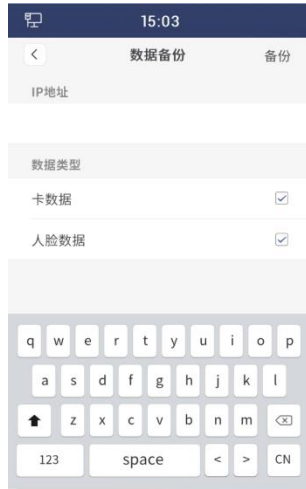 15:03
数据备份 备份
IP地址
数据类型
卡数据
人脸数据
q w e r t y u i o p
a s d f g h j k l
z x c v b n m
123 space < > CN